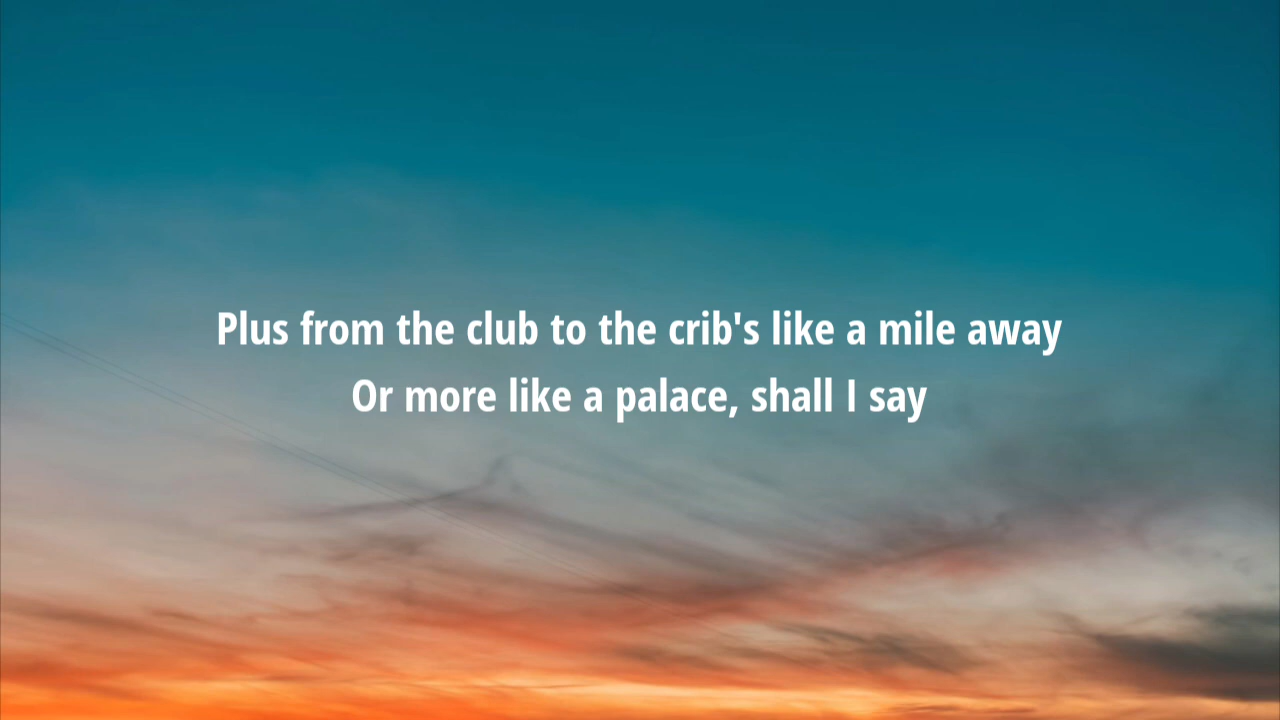 Plus from the club to the crib's like a mile away
Or more like a palace, shall I say